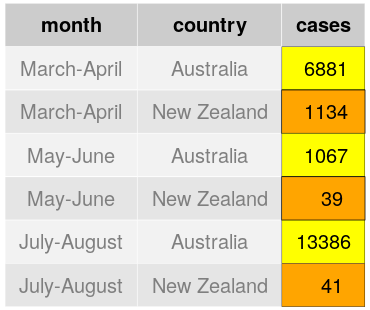 month country cases
March-April Australia 6881
March-April New Zealand 1134
May-June Australia 1067
May-June New Zealand 39
July-August Australia 13386
July-August New Zealand 41